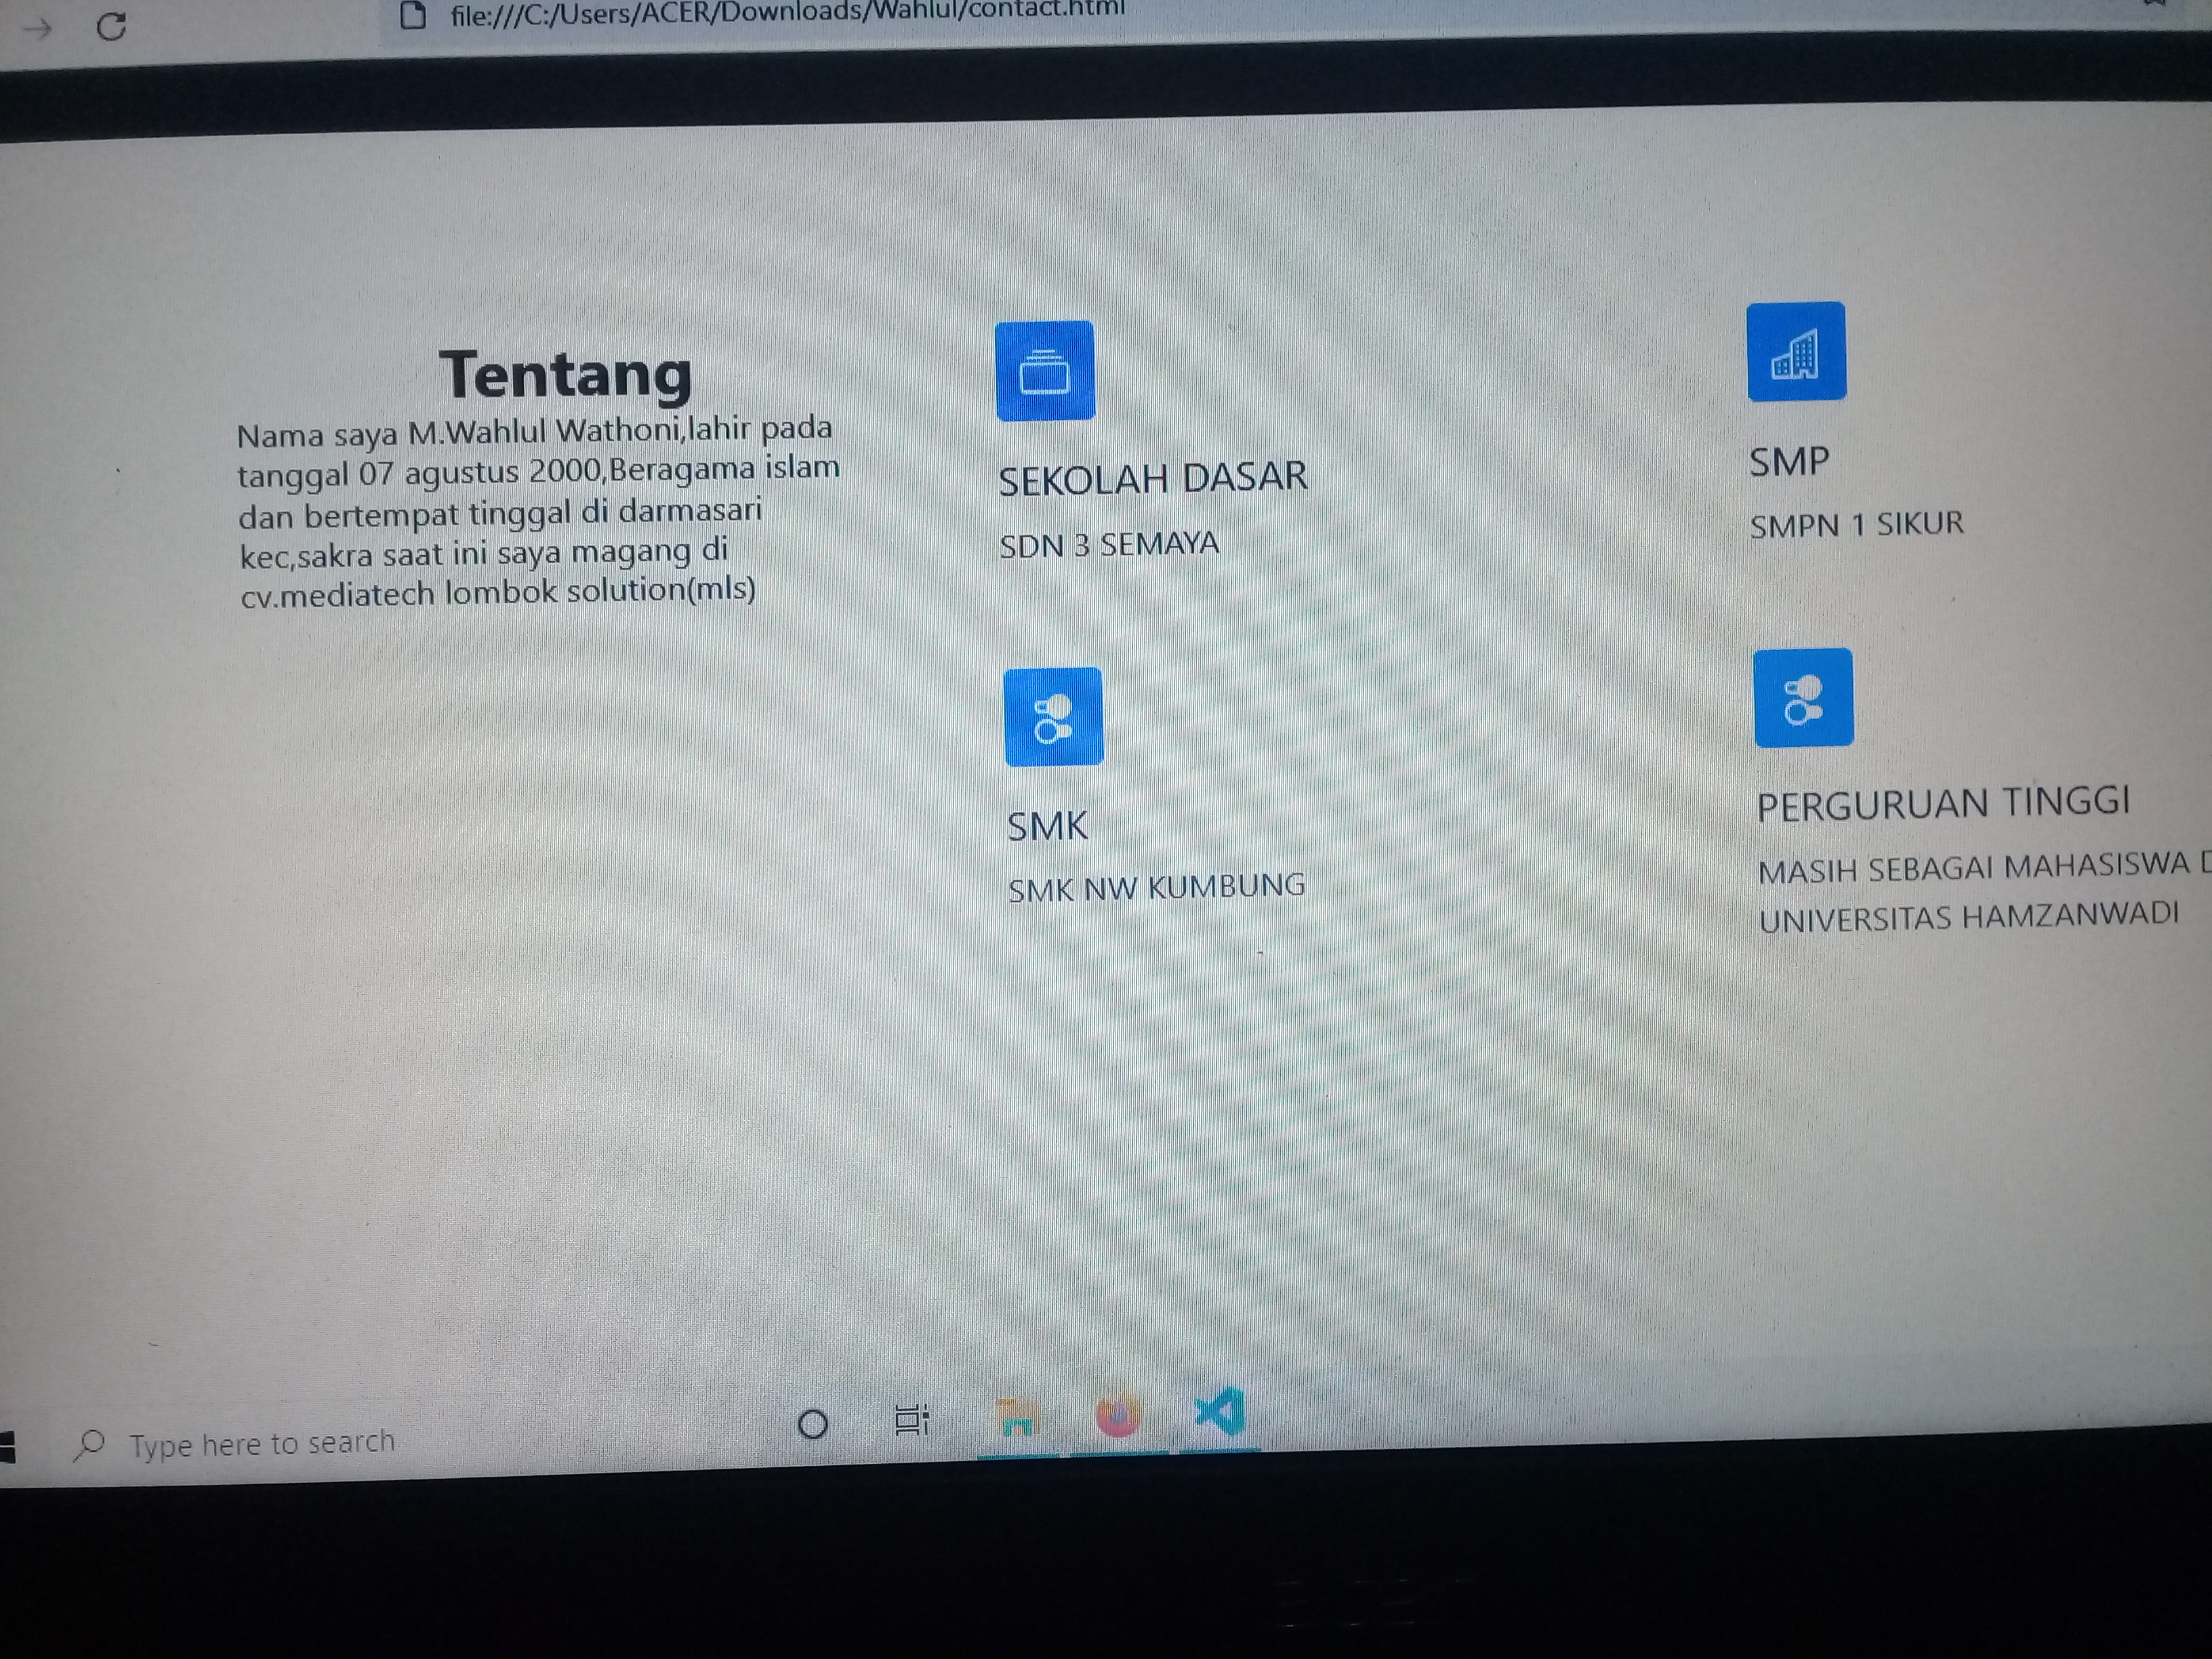 file:///C:/Users/ACER/Downloads/Wahlul/contact.html
Tentang
Nama saya M.Wahlul Wathoni,lahir pada
tanggal 07 agustus 2000,Beragama islam
dan bertempat tinggal di darmasari
kec,sakra saat ini saya magang di
cv.mediatech lombok solution(mls)
SEKOLAH DASAR
SDN 3 SEMAYA
SMP
SMPN 1 SIKUR
SMK
SMK NW KUMBUNG
PERGURUAN TINGGI
MASIH SEBAGAI MAHASISWA
UNIVERSITAS HAMZANWADI
Type here to search